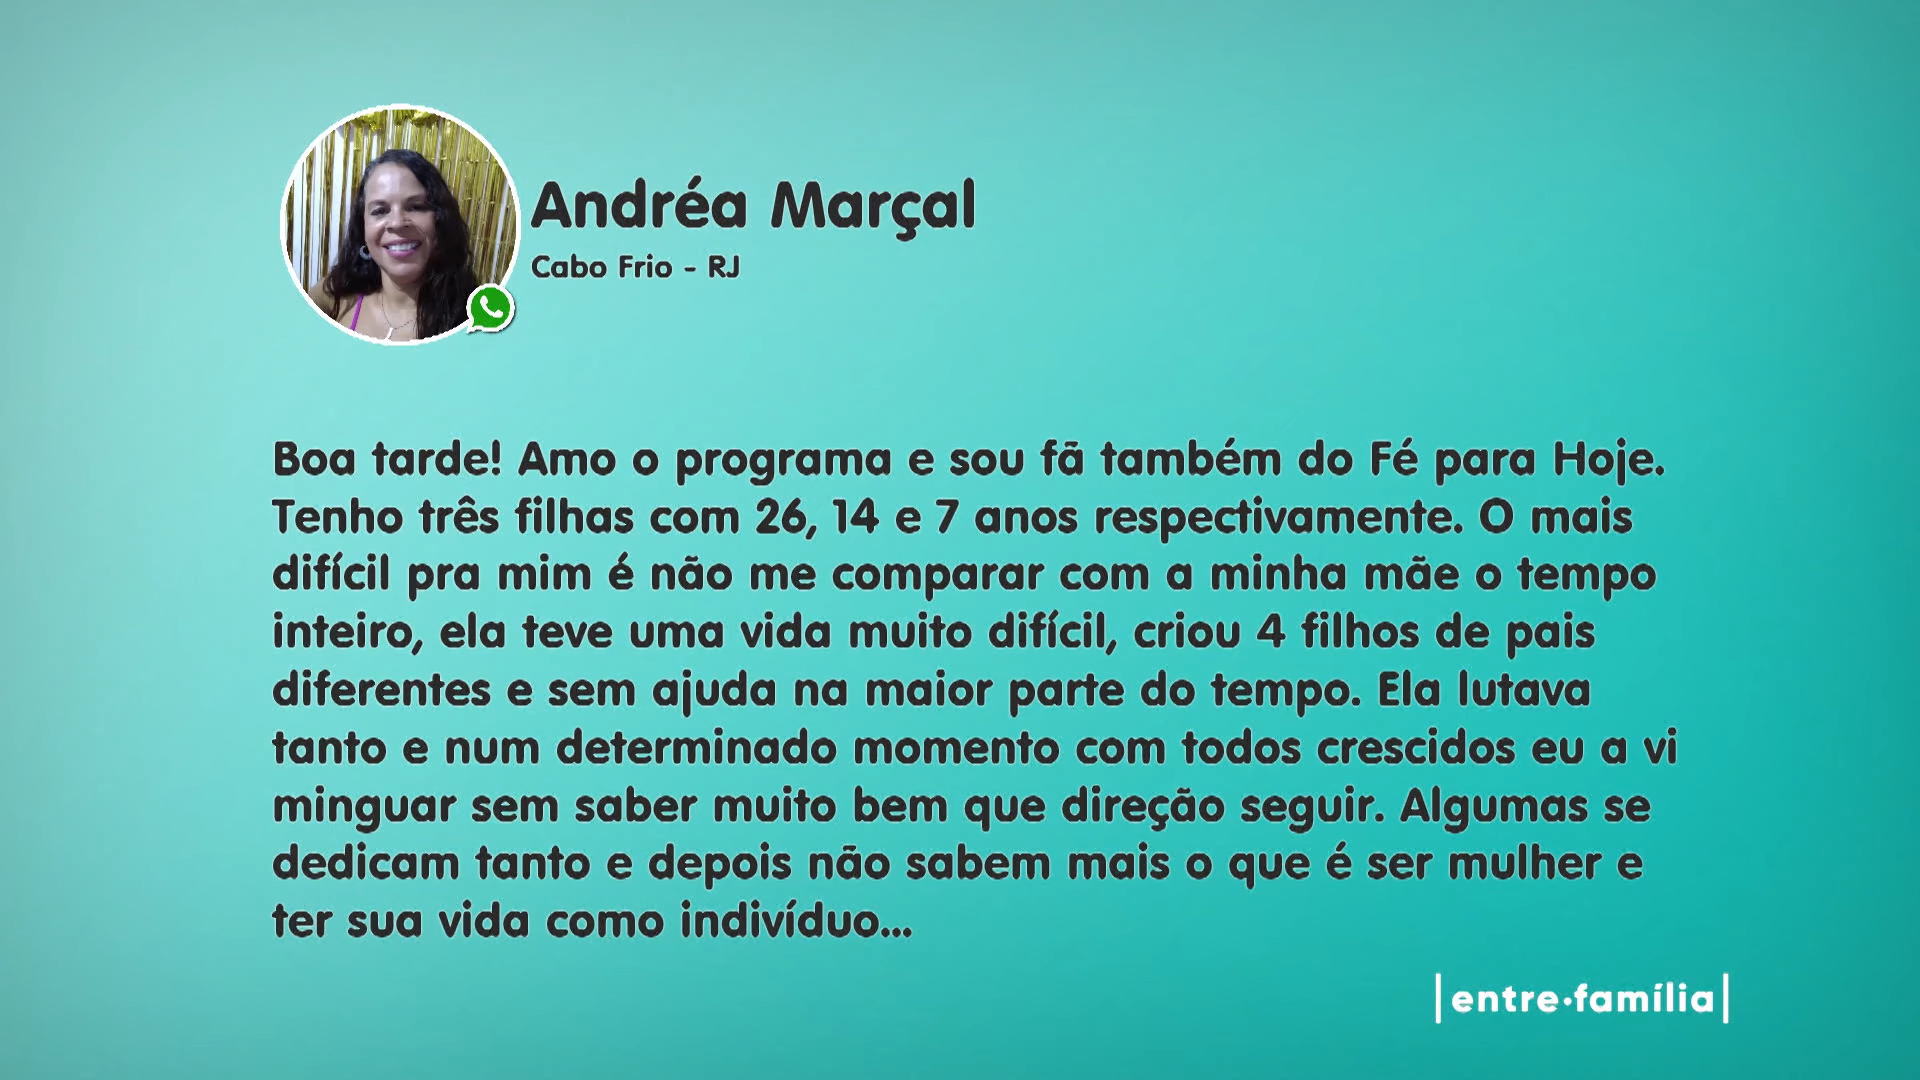 Andréa Marçal
Cabo Frio - RJ
Boa tarde! Amo o programa e sou fã também do Fé para Hoje.
Tenho três filhas com 26, 14 e 7 anos respectivamente. O mais
difícil pra mim é não me comparar com a minha mãe o tempo
inteiro, ela teve uma vida muito difícil, criou 4 filhos de pais
diferentes e sem ajuda na maior parte do tempo. Ela lutava
tanto e num determinado momento com todos crescidos eu a vi
minguar sem saber muito bem que direção seguir. Algumas se
dedicam tanto e depois não sabem mais o que é ser mulher e
ter sua vida como indivíduo...
|entre·família|